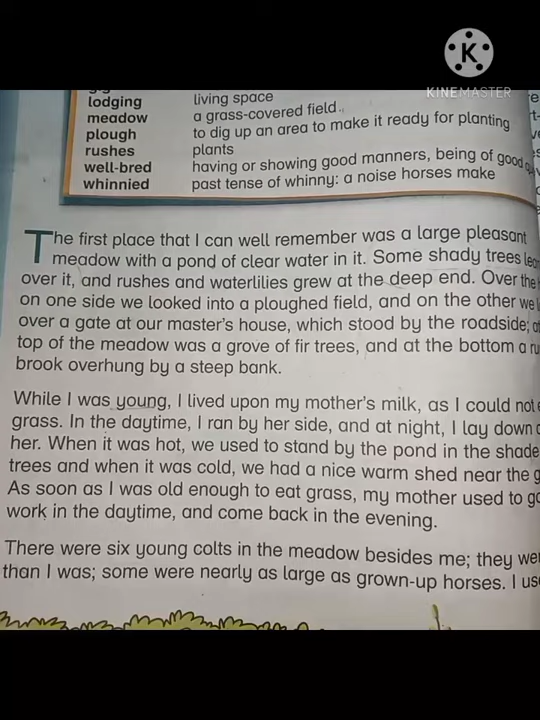 K
KINEMASTER
lodging living space
meadow a grass-covered field.
plough to dig up an area to make it ready for planting
rushes plants
well-bred having or showing good manners, being of good
whinnied past tense of whinny: a noise horses make
The first place that I can well remember was a large pleasant
meadow with a pond of clear water in it. Some shady trees
over it, and rushes and waterlilies grew at the deep end. Over the
on one side we looked into a ploughed field, and on the other we
over a gate at our master's house, which stood by the roadside;
top of the meadow was a grove of fir trees, and at the bottom a
brook overhung by a steep bank.
While I was young, I lived upon my mother's milk, as I could not
grass. In the daytime, I ran by her side, and at night, I lay down
her. When it was hot, we used to stand by the pond in the shade
trees and when it was cold, we had a nice warm shed near the
As soon as I was old enough to eat grass, my mother used to
work in the daytime, and come back in the evening.
There were six young colts in the meadow besides me; they
than I was; some were nearly as large as grown-up horses. I